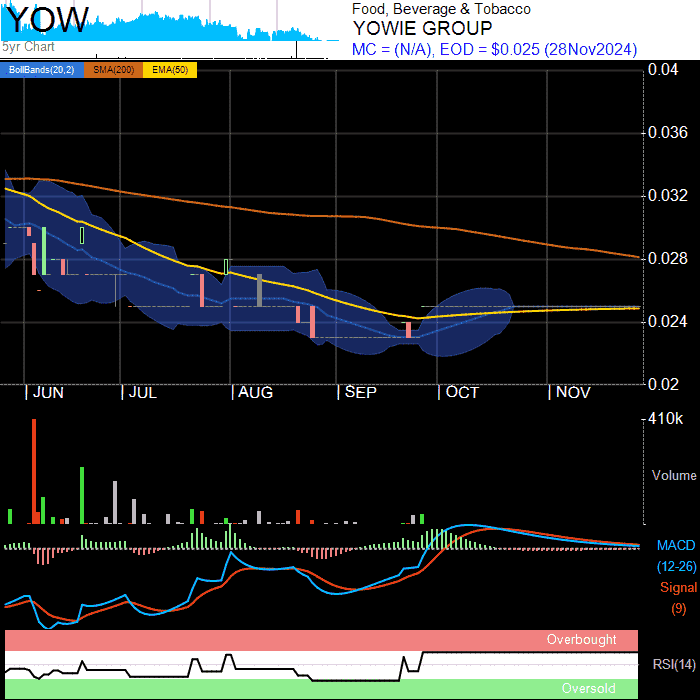 YOW
5yr Chart
Food, Beverage & Tobacco
YOWIE GROUP
MC = (N/A), EOD = $0.025 (28Nov2024)
BollBands(20,2) SMA(200) EMA(50)
0.04
0.036
0.032
0.028
0.024
0.02
JUN JUL AUG SEP OCT NOV
410k
Volume
MACD
(12-26)
Signal
(9)
Overbought
RSI(14)
Oversold